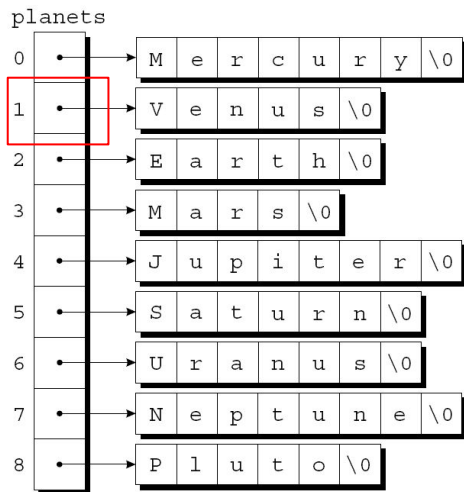 planets
0 M e r c u r y \0
1 V e n u s \0
2 E a r t h \0
3 M a r s \0
4 J u p i t e r \0
5 S a t u r n \0
6 U r a n u s \0
7 N e p t u n e \0
8 P l u t o \0